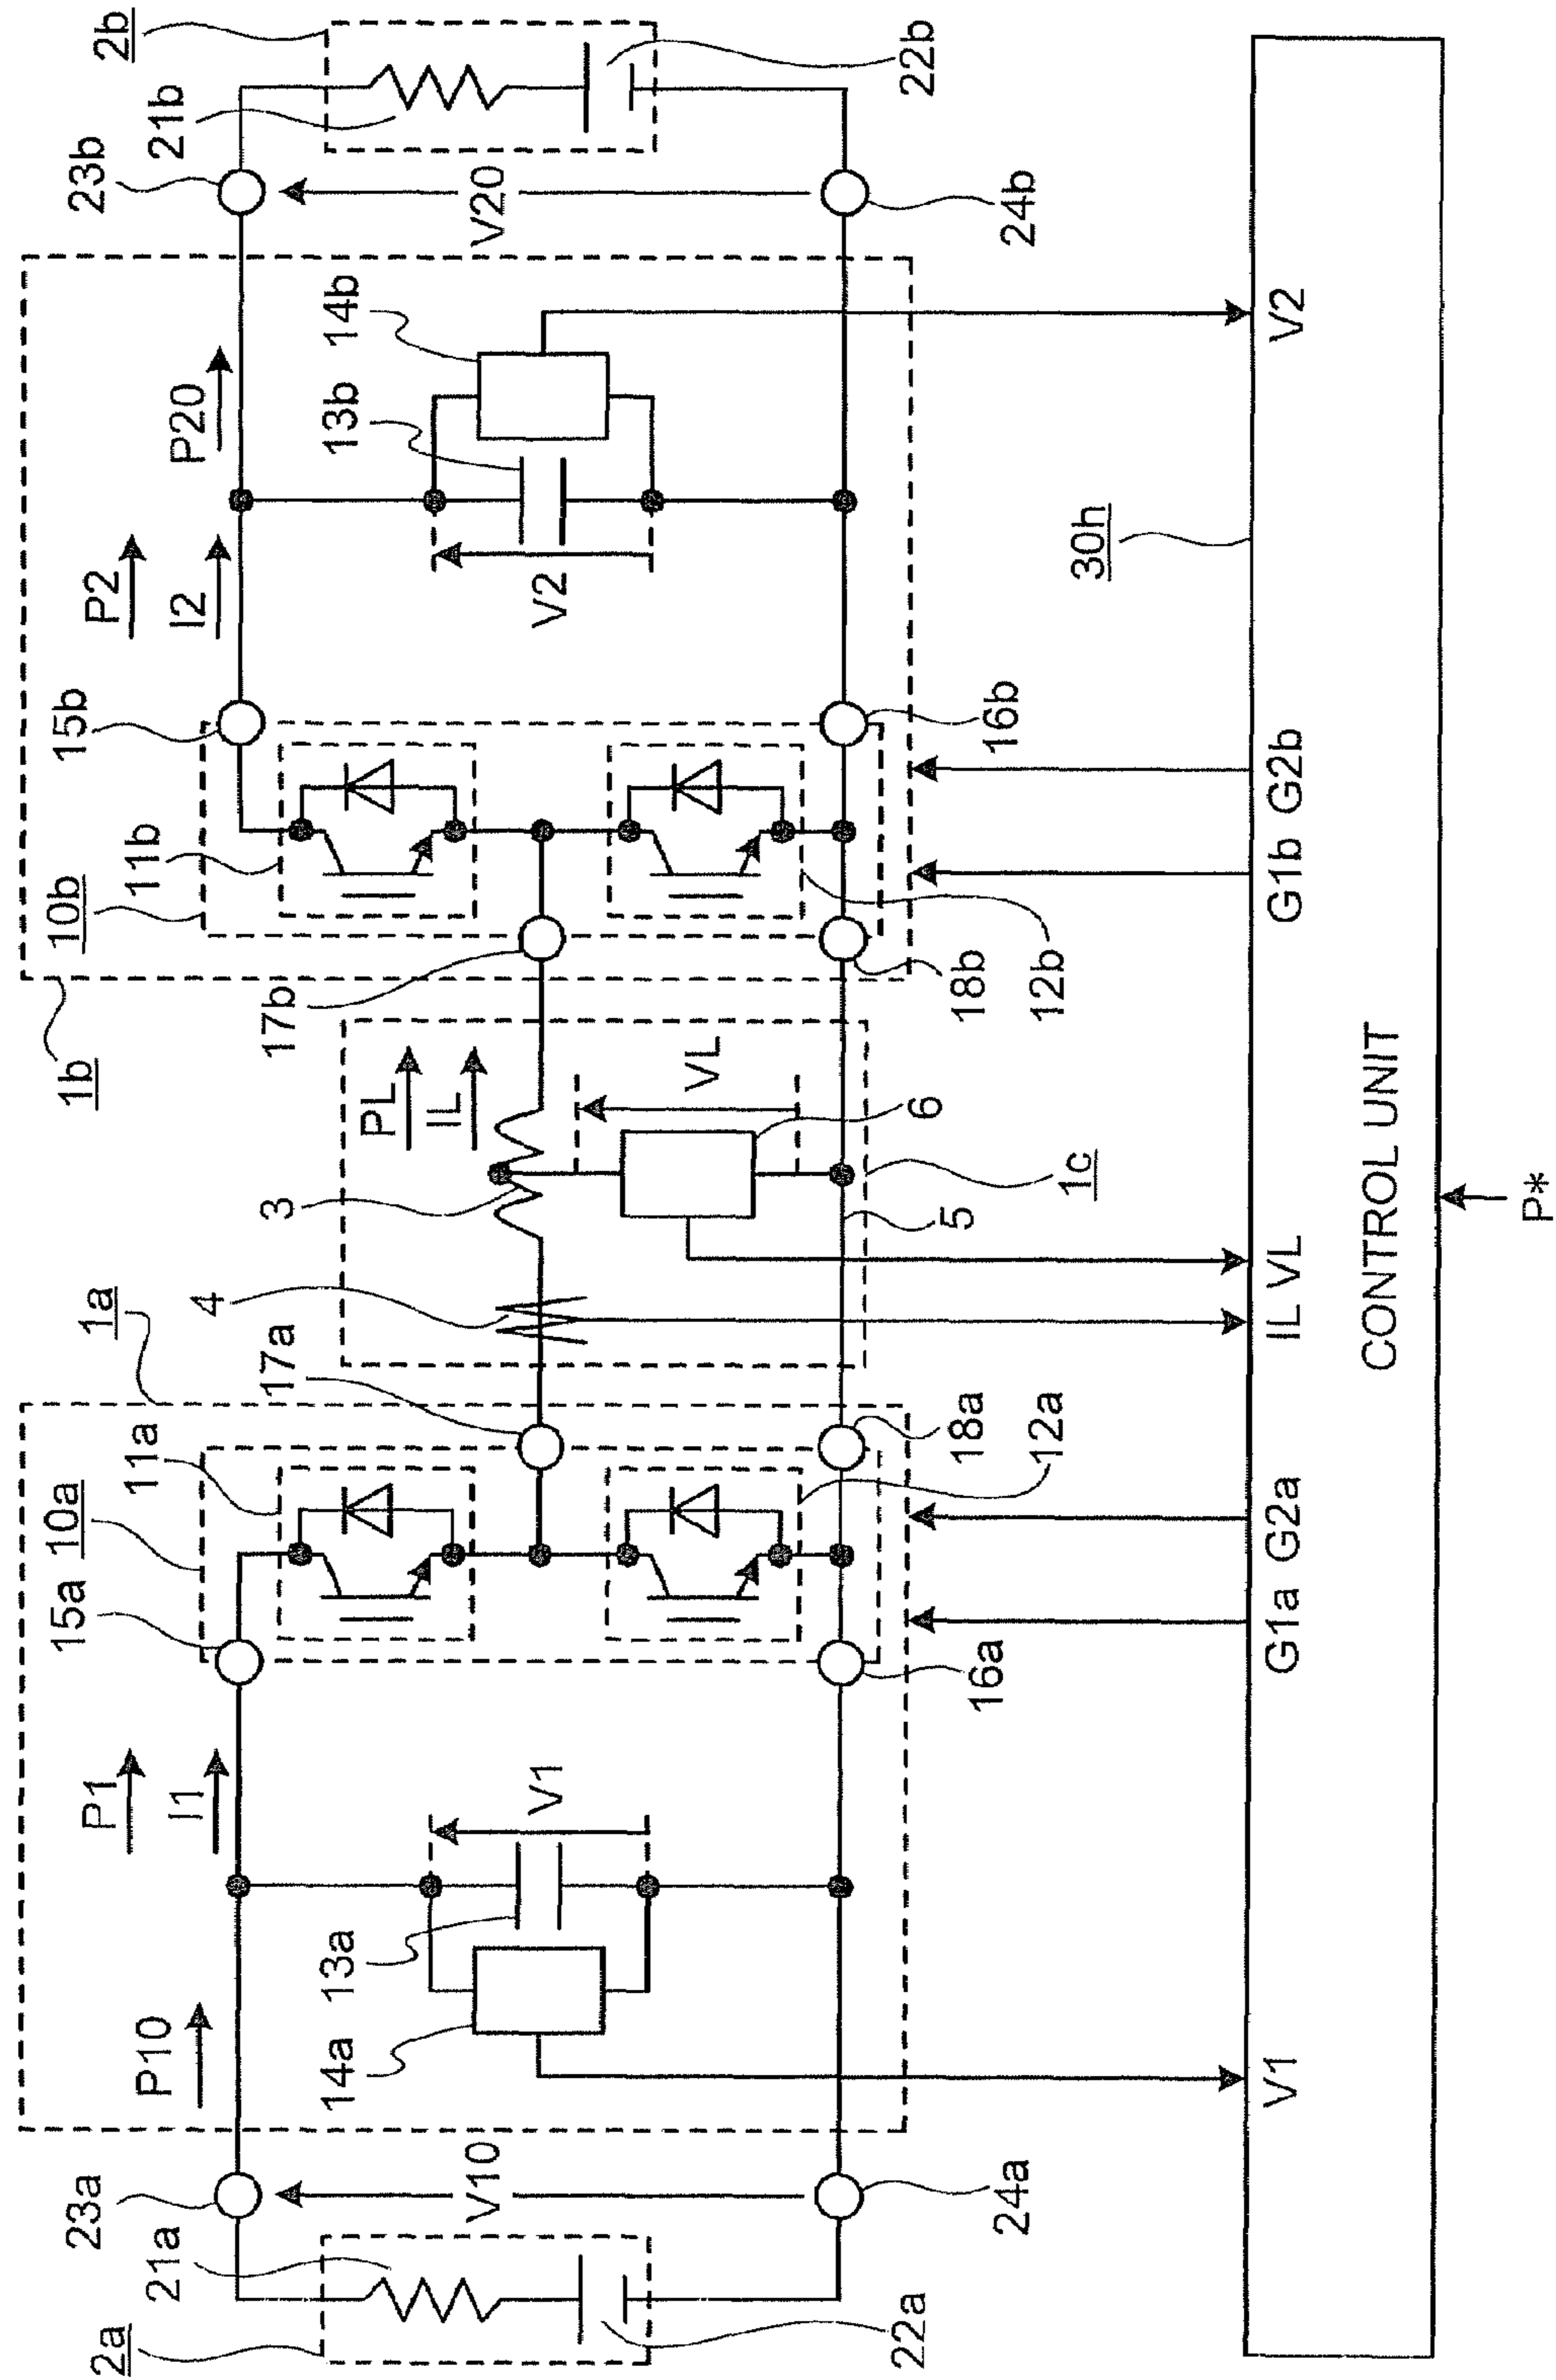 2a
21a
22a
23a
24a
V10
1a
P10
P1
I1
14a
13a
V1
15a
16a
10a
11a
12a
17a
18a
4
3
PL
IL
VL
6
5
1c
1b
10b
11b
12b
17b
18b
15b
16b
P2
I2
P20
V2
13b
14b
23b
24b
V20
2b
21b
22b
V1
G1a G2a
IL VL
G1b G2b
V2
30h
CONTROL UNIT
P*